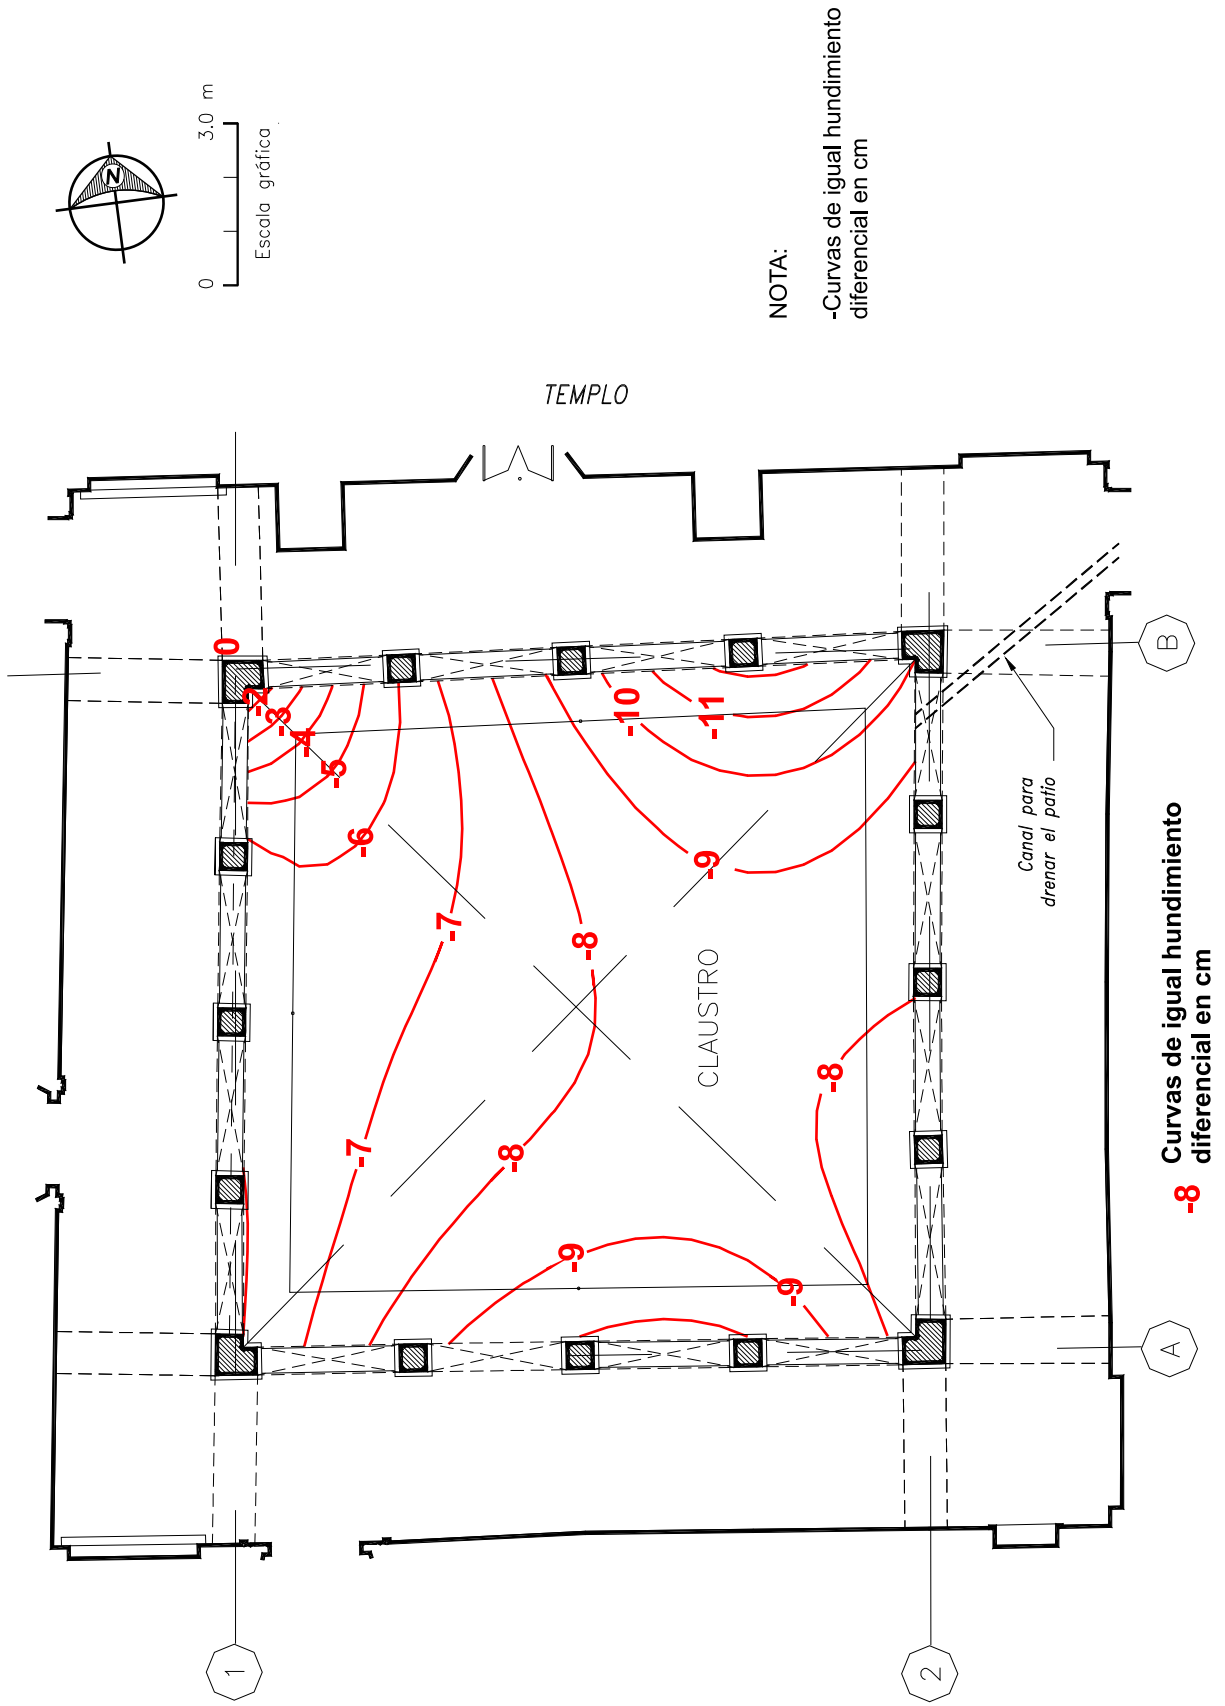 N
0
3.0 m
Escala gráfica
NOTA:
-Curvas de igual hundimiento
diferencial en cm
TEMPLO
0
-2
-3
-4
-5
-6
-7
-7
-8
-8
-9
-10
-11
-9
-9
-8
CLAUSTRO
Canal para
drenar el patio
B
A
1
2
-8
Curvas de igual hundimiento
diferencial en cm